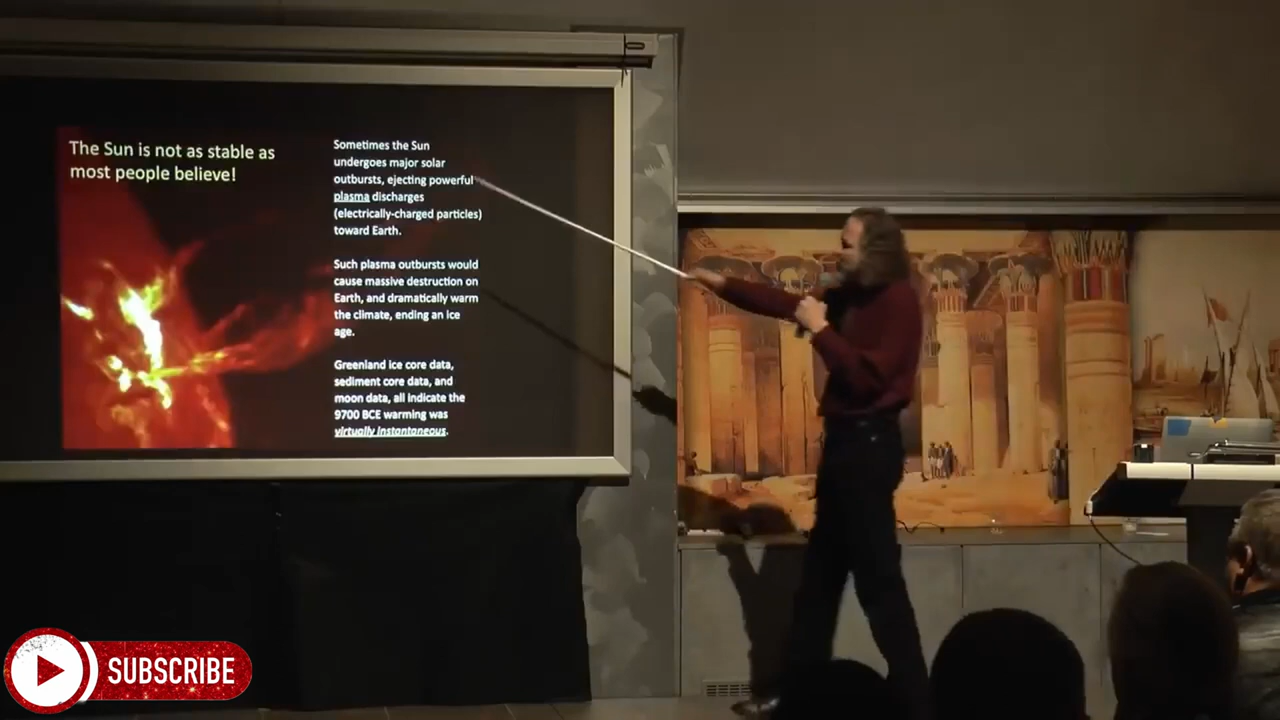 The Sun is not as stable as
most people believe!
Sometimes the Sun
undergoes major solar
outbursts, ejecting powerful
plasma discharges
(electrically-charged particles)
toward Earth.
Such plasma outbursts would
cause massive destruction on
Earth, and dramatically warm
the climate, ending an ice
age.
Greenland ice core data,
sediment core data, and
moon data, all indicate the
9700 BCE warming was
virtually instantaneous.
SUBSCRIBE